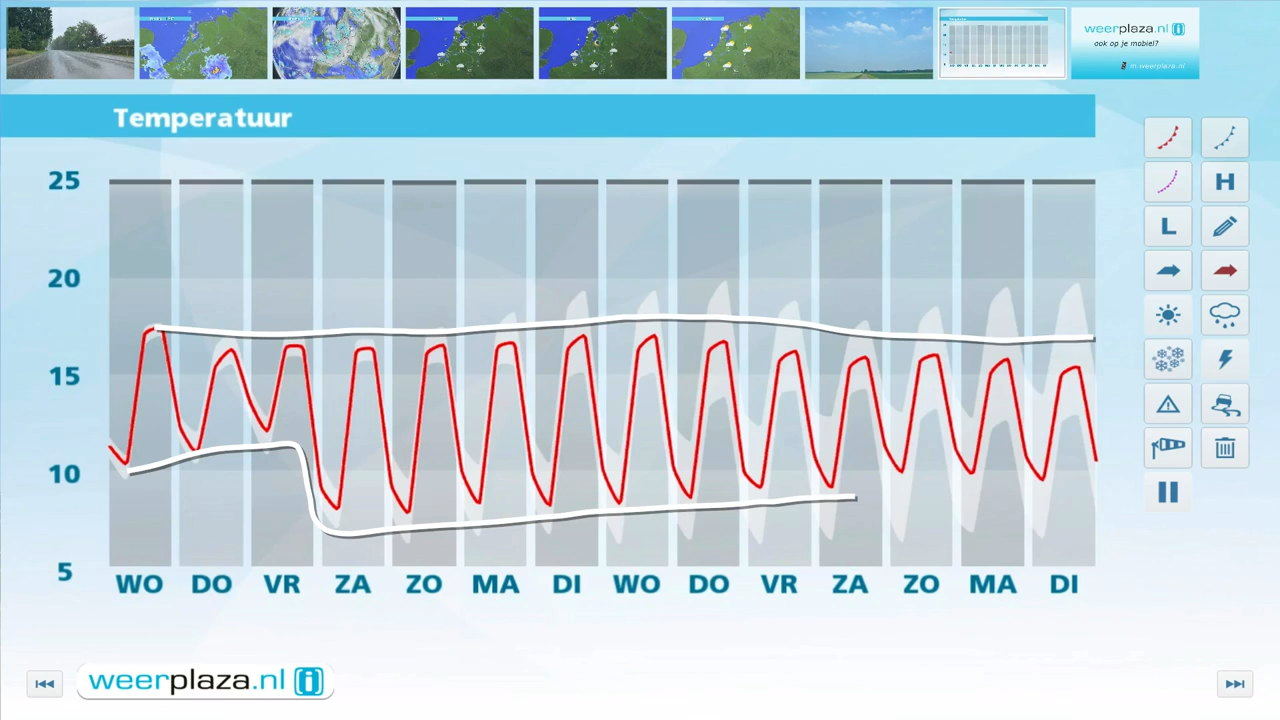 weerplaza.nl
ook op je mobiel?
m.weerplaza.nl
Temperatuur
25
20
15
10
5
WO DO VR ZA ZO MA DI WO DO VR ZA ZO MA DI
H
L
weerplaza.nl